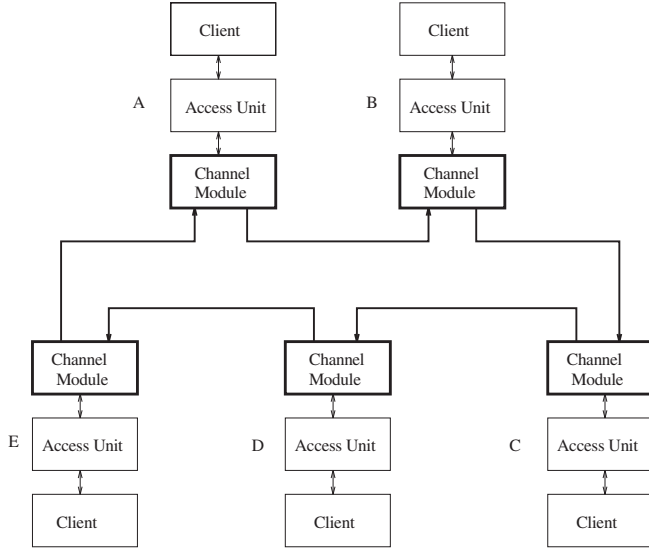 Client
Client
A
Access Unit
B
Access Unit
Channel
Module
Channel
Module
Channel
Module
Channel
Module
Channel
Module
E
Access Unit
D
Access Unit
C
Access Unit
Client
Client
Client